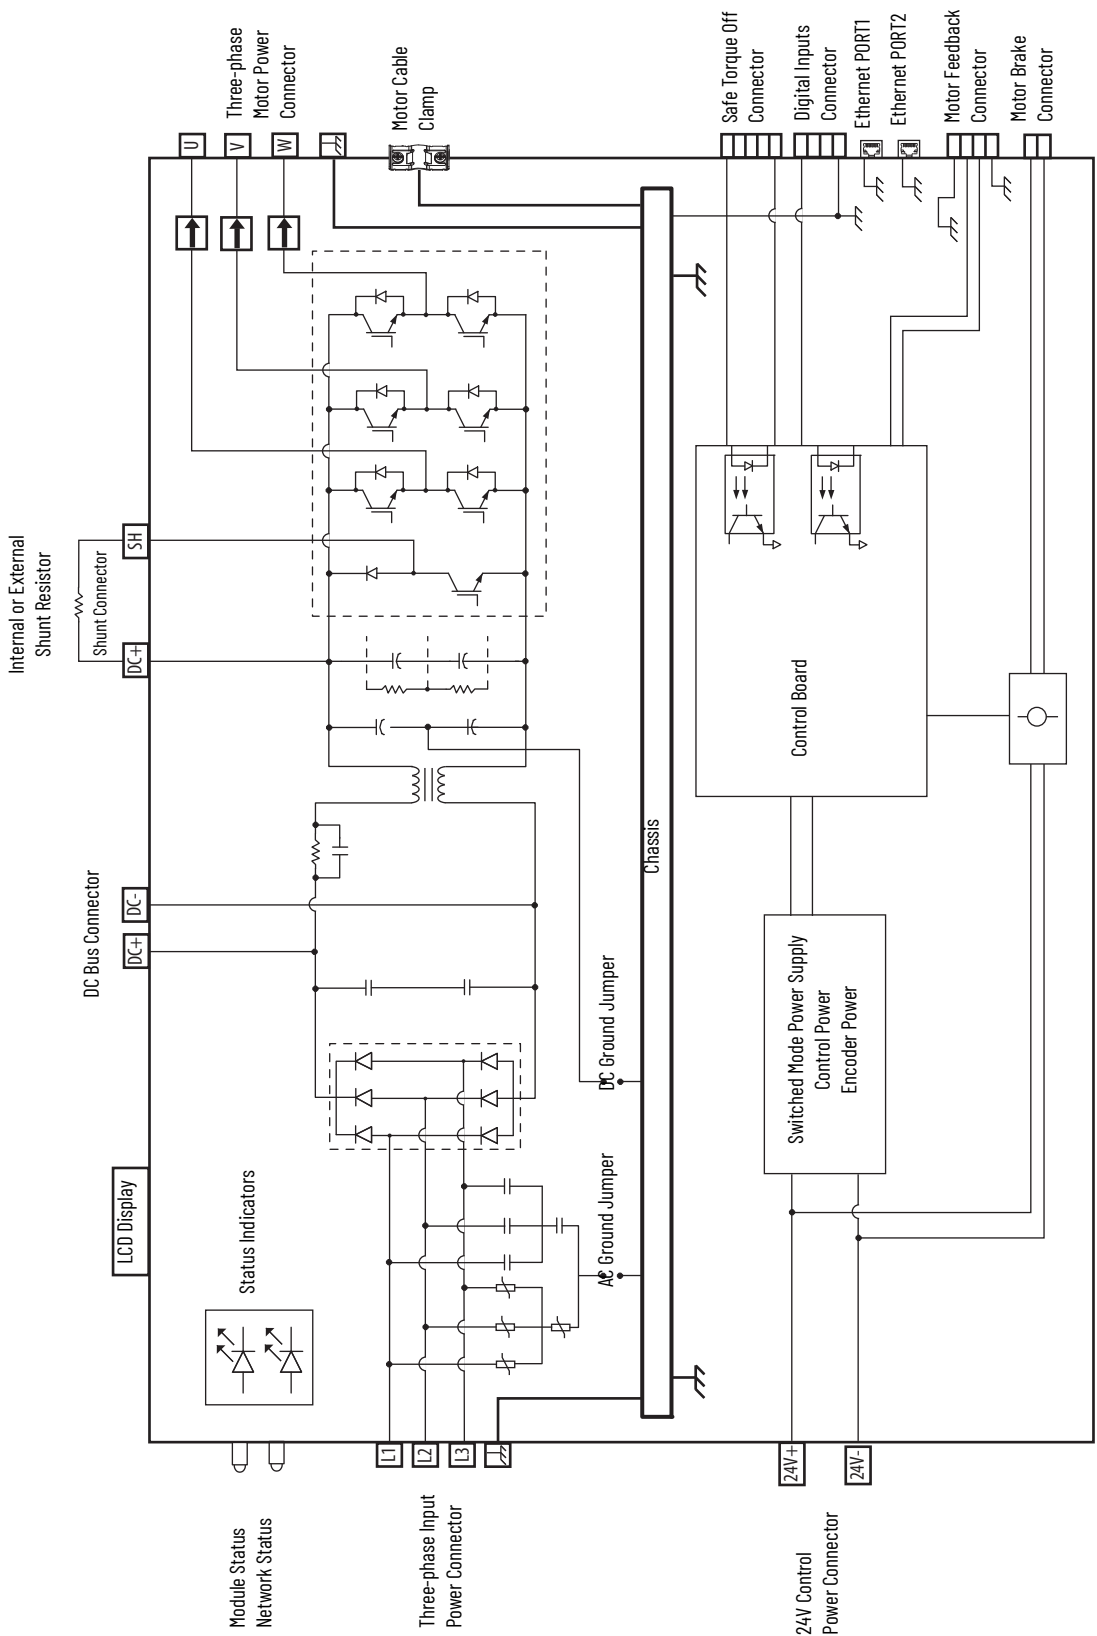 Module Status
Network Status
LCD Display
Status Indicators
Three-phase Input
Power Connector
L1
L2
L3
AC Ground Jumper
DC Ground Jumper
DC Bus Connector
DC+
DC-
Internal or External
Shunt Resistor
Shunt Connector
DC+
SH
Three-phase
Motor Power
Connector
U
V
W
Motor Cable
Clamp
Chassis
24V Control
Power Connector
24V+
24V-
Switched Mode Power Supply
Control Power
Encoder Power
Control Board
Safe Torque Off
Connector
Digital Inputs
Connector
Ethernet PORT1
Ethernet PORT2
Motor Feedback
Connector
Motor Brake
Connector